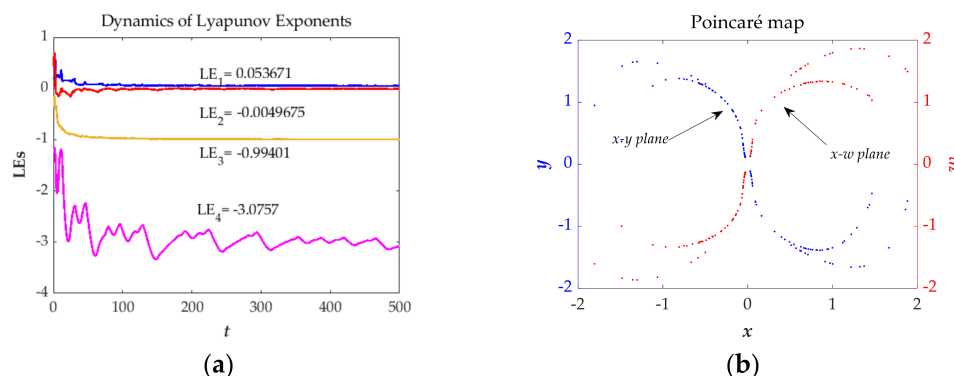 Dynamics of Lyapunov Exponents
1
0
-1
-2
-3
-4
LEs
LE1= 0.053671
LE2= -0.0049675
LE3= -0.99401
LE4= -3.0757
0
100
200
300
400
500
t
(a)
Poincaré map
2
1
0
-1
-2
y
x-y plane
x-w plane
2
1
0
-1
-2
w
-2
-1
0
1
2
x
(b)